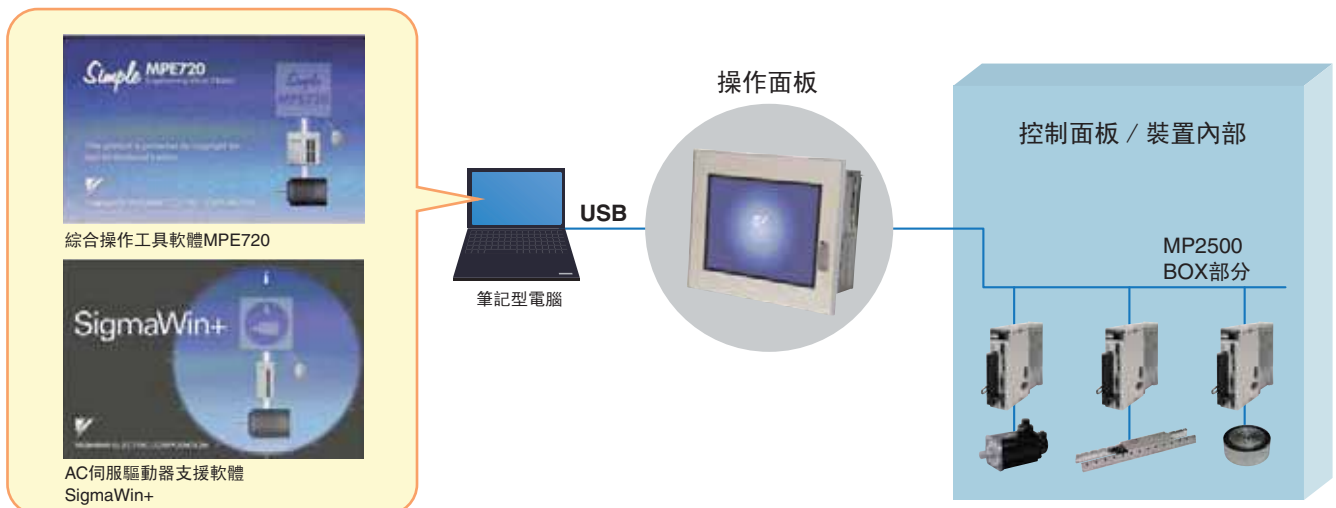 Simple MPE720
綜合操作工具軟體MPE720
SigmaWin+
AC伺服驅動器支援軟體
SigmaWin+
筆記型電腦
USB
操作面板
控制面板 / 裝置內部
MP2500
BOX部分